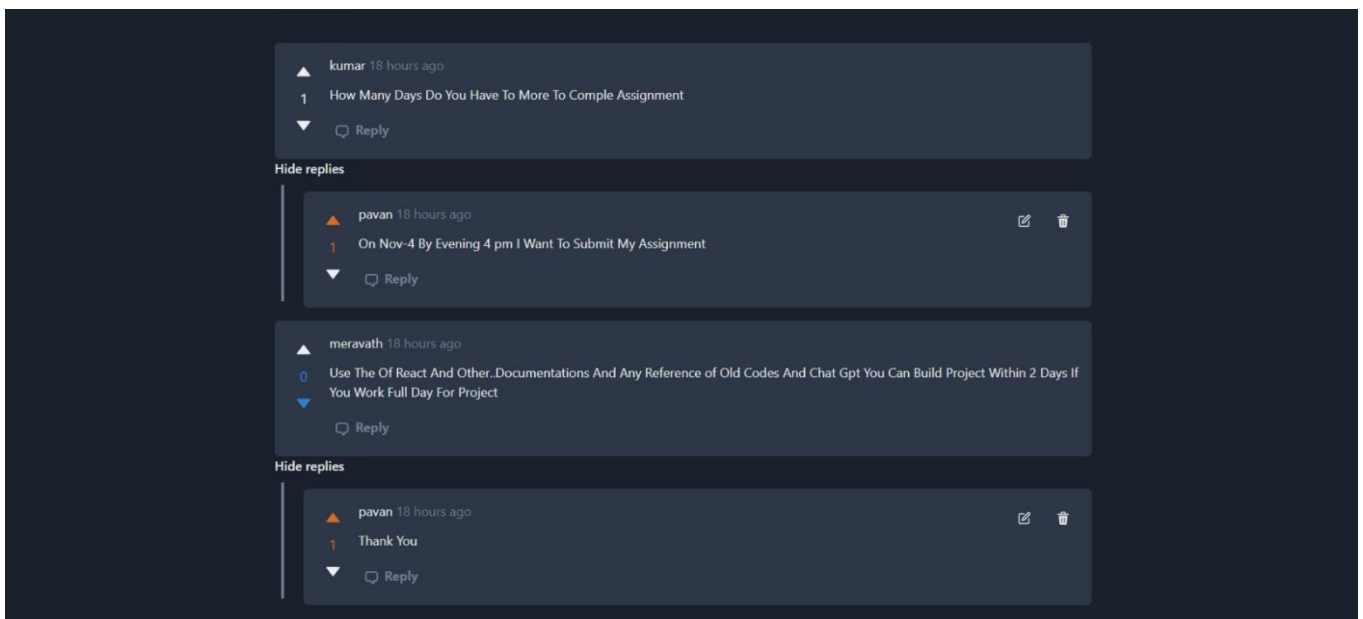 kumar 18 hours ago
1
How Many Days Do You Have To More To Comple Assignment
Reply
Hide replies
pavan 18 hours ago
1
On Nov-4 By Evening 4 pm I Want To Submit My Assignment
Reply
meravath 18 hours ago
0
Use The Of React And Other..Documentations And Any Reference of Old Codes And Chat Gpt You Can Build Project Within 2 Days If
You Work Full Day For Project
Reply
Hide replies
pavan 18 hours ago
1
Thank You
Reply